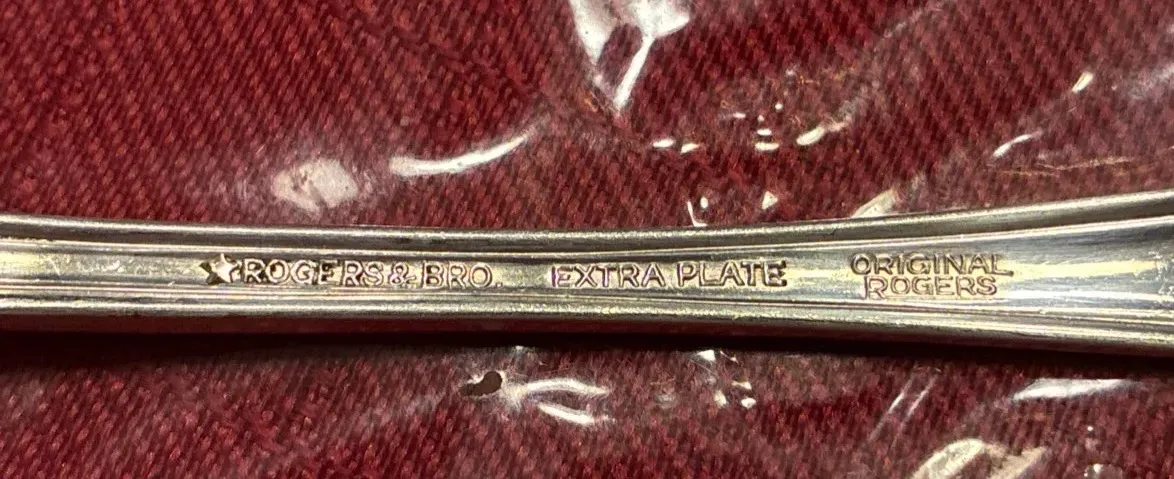 ★ROGERS & BRO. EXTRA PLATE
ORIGINAL
ROGERS